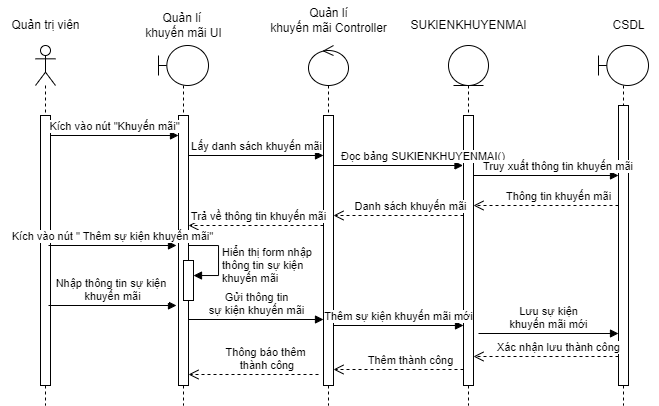 Quản trị viên
Quản lí
khuyến mãi UI
Quản lí
khuyến mãi Controller
SUKIENKHUYENMAI
CSDL
Kích vào nút "Khuyến mãi"
Lấy danh sách khuyến mãi
Đọc bảng SUKIENKHUYENMAI()
Truy xuất thông tin khuyến mãi
Thông tin khuyến mãi
Danh sách khuyến mãi
Trả về thông tin khuyến mãi
Kích vào nút " Thêm sự kiện khuyến mãi"
Hiển thị form nhập
thông tin sự kiện
khuyến mãi
Nhập thông tin sự kiện
khuyến mãi
Gửi thông tin
sự kiện khuyến mãi
Thêm sự kiện khuyến mãi mới
Lưu sự kiện
khuyến mãi mới
Xác nhận lưu thành công
Thêm thành công
Thông báo thêm
thành công